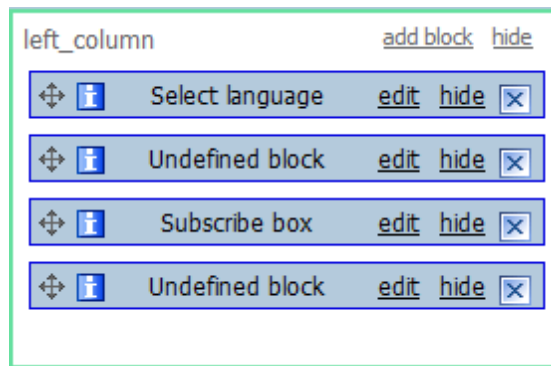 left_column add block hide
Select language edit hide
Undefined block edit hide
Subscribe box edit hide
Undefined block edit hide